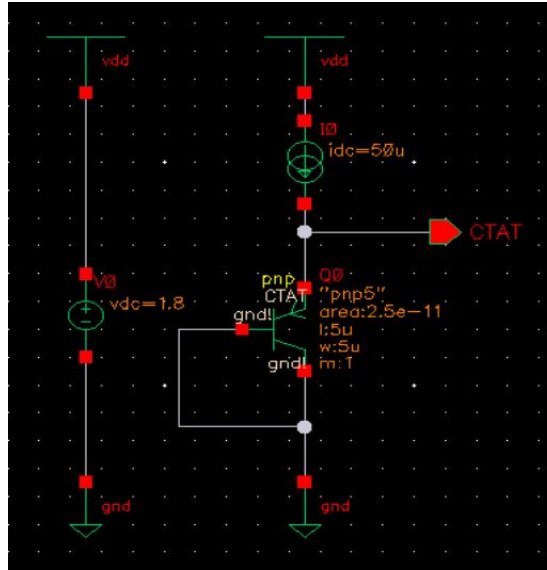 vdd
vdd
I0
idc=50u
CTAT
V0
vdc=1.8
pnp
Q0
CTAT
"pnp5"
gnd!
area:2.5e-11
l:5u
w:5u
gnd!
m:1
gnd
gnd